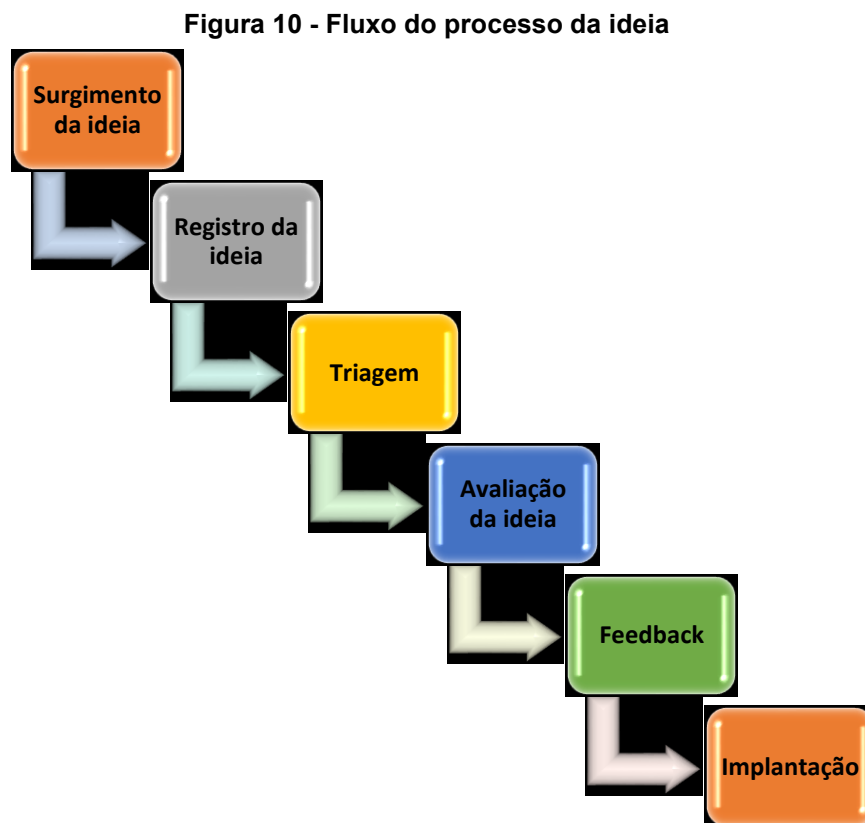 Figura 10 - Fluxo do processo da ideia
Surgimento
da ideia
Registro da
ideia
Triagem
Avaliação
da ideia
Feedback
Implantação